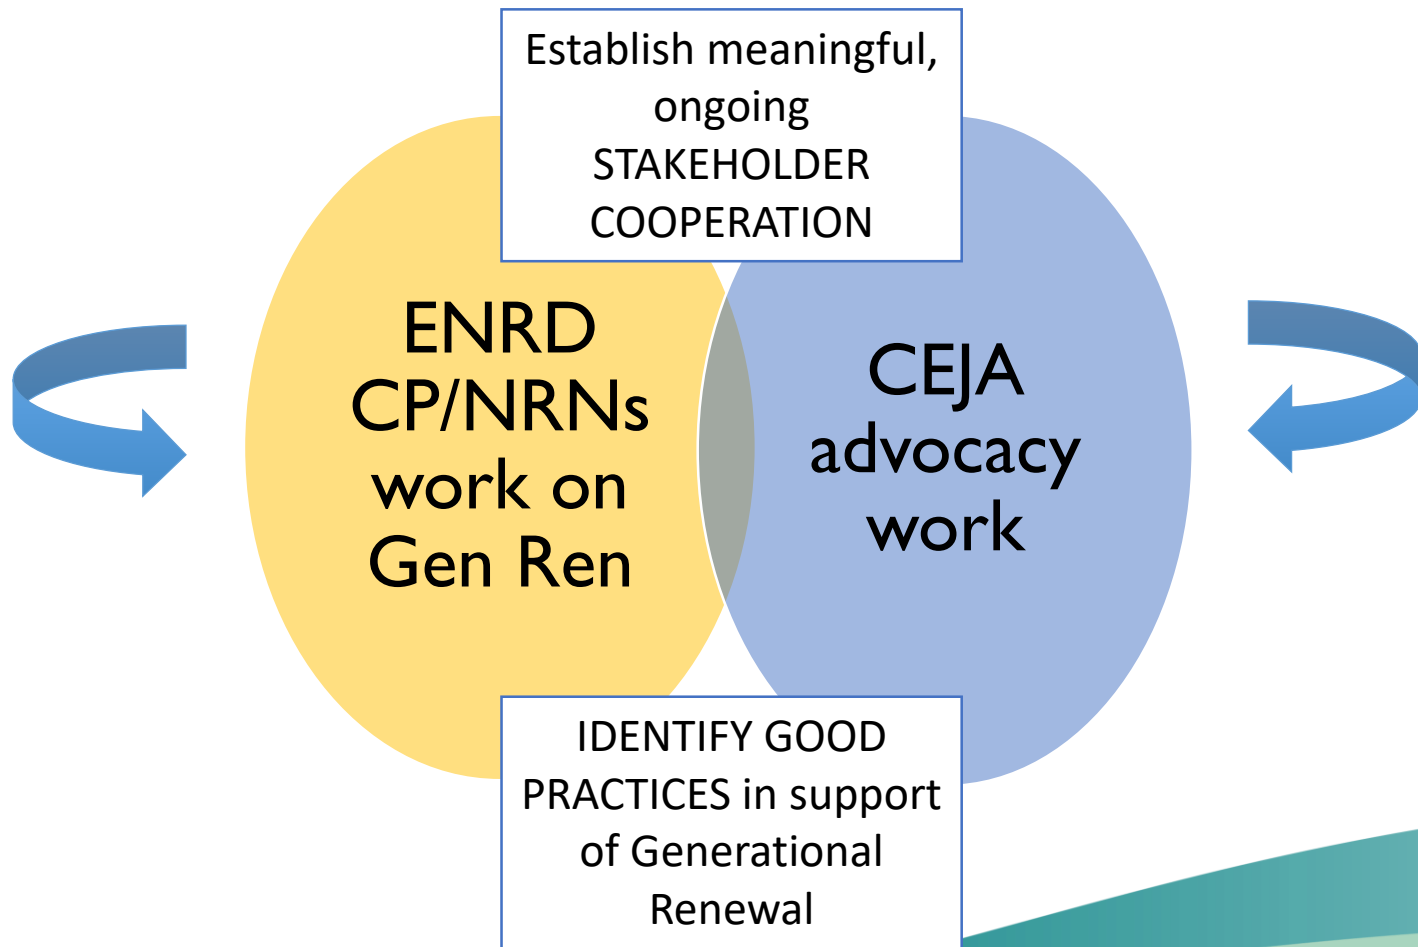 Establish meaningful,
ongoing
STAKEHOLDER
COOPERATION
ENRD
CP/NRNs
work on
Gen Ren
CEJA
advocacy
work
IDENTIFY GOOD
PRACTICES in support
of Generational
Renewal